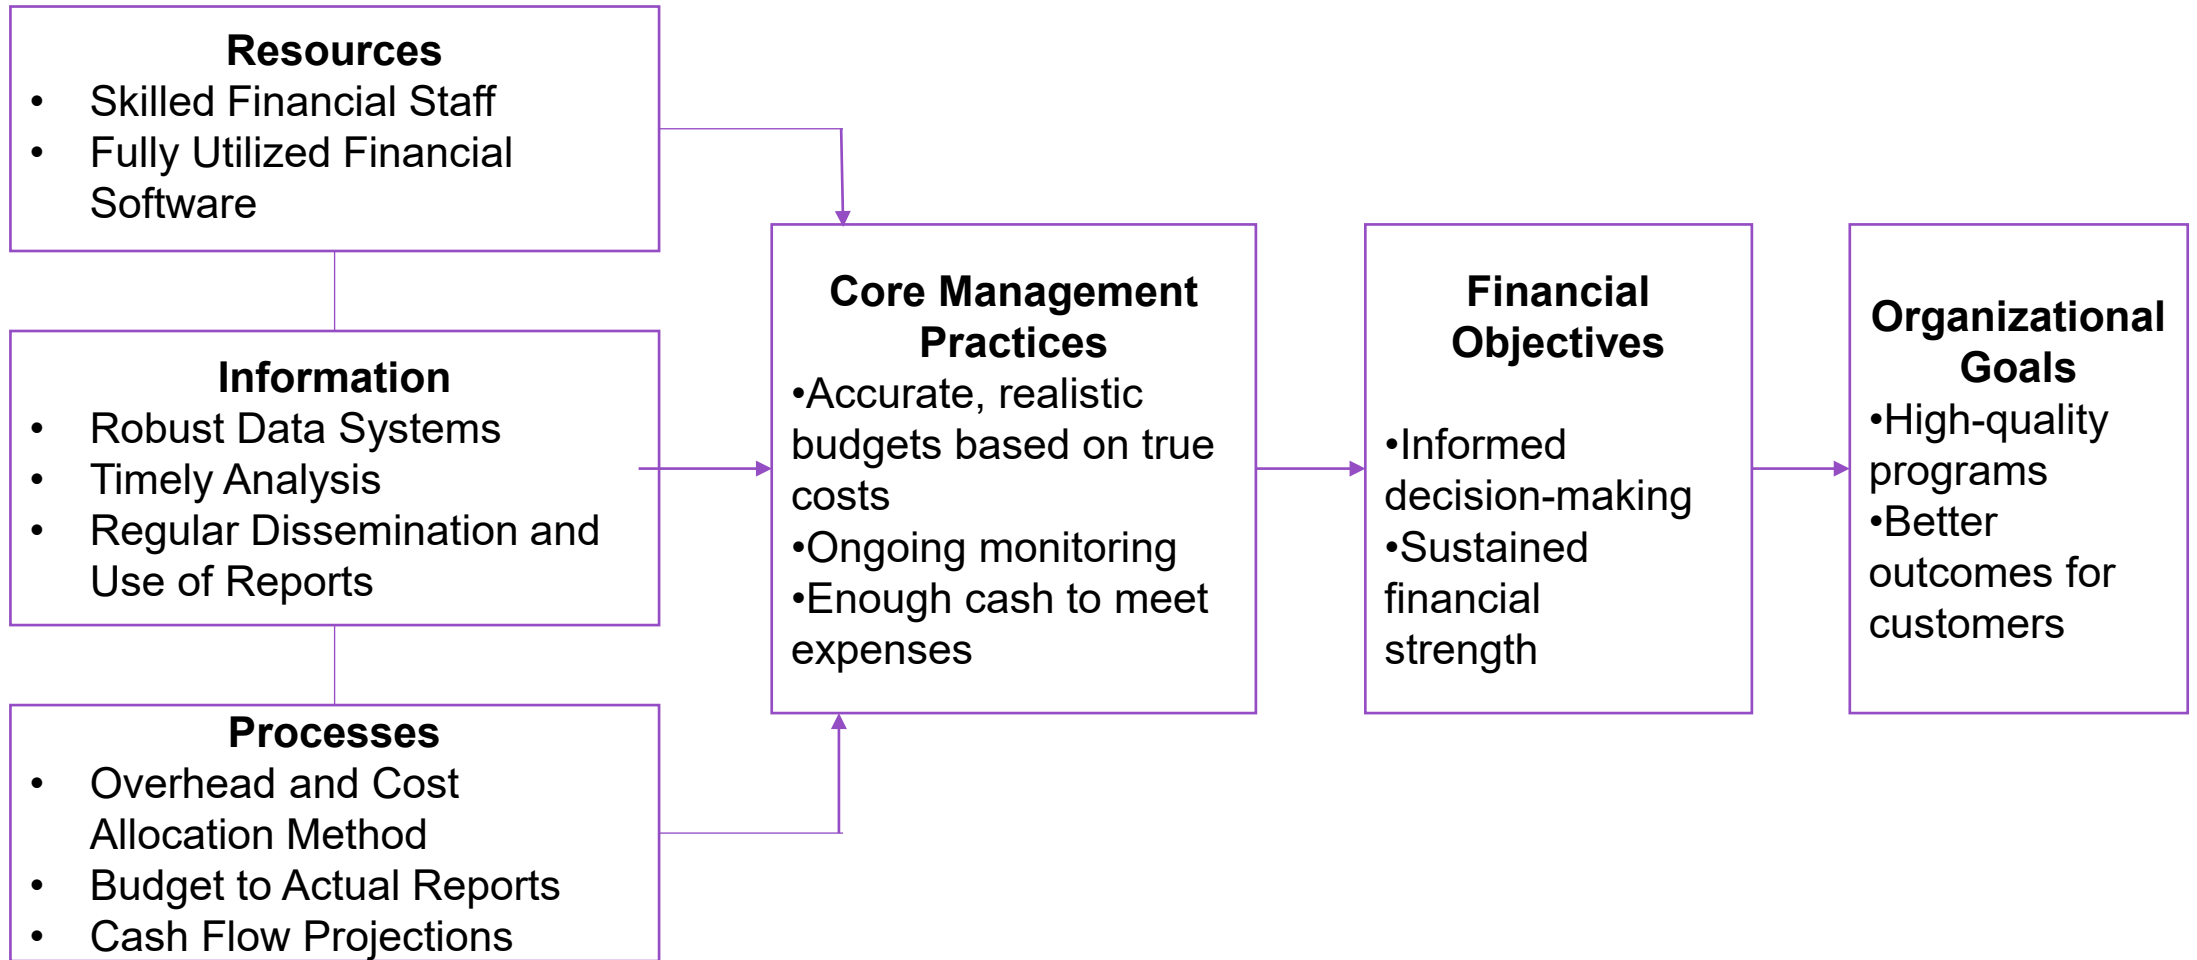 Resources
• Skilled Financial Staff
• Fully Utilized Financial
Software
Information
• Robust Data Systems
• Timely Analysis
• Regular Dissemination and
Use of Reports
Processes
• Overhead and Cost
Allocation Method
• Budget to Actual Reports
• Cash Flow Projections
Core Management
Practices
•Accurate, realistic
budgets based on true
costs
•Ongoing monitoring
•Enough cash to meet
expenses
Financial
Objectives
•Informed
decision-making
•Sustained
financial
strength
Organizational
Goals
•High-quality
programs
•Better
outcomes for
customers